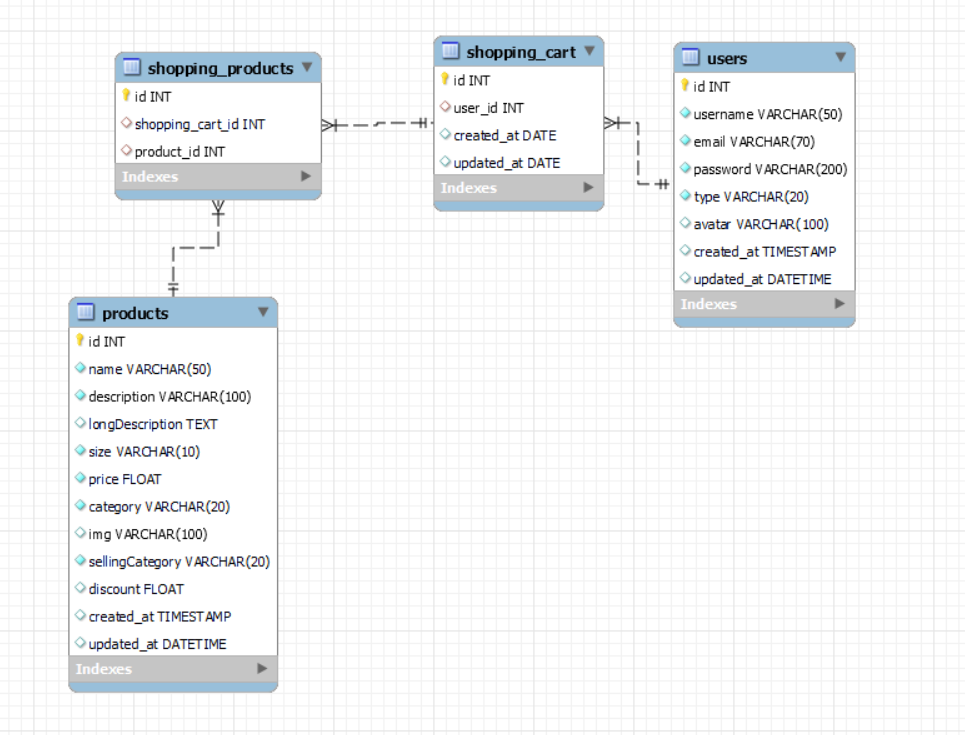 shopping_products
id INT
shopping_cart_id INT
product_id INT
Indexes
shopping_cart
id INT
user_id INT
created_at DATE
updated_at DATE
Indexes
users
id INT
username VARCHAR(50)
email VARCHAR(70)
password VARCHAR(200)
type VARCHAR(20)
avatar VARCHAR(100)
created_at TIMESTAMP
updated_at DATETIME
Indexes
products
id INT
name VARCHAR(50)
description VARCHAR(100)
longDescription TEXT
size VARCHAR(10)
price FLOAT
category VARCHAR(20)
img VARCHAR(100)
sellingCategory VARCHAR(20)
discount FLOAT
created_at TIMESTAMP
updated_at DATETIME
Indexes